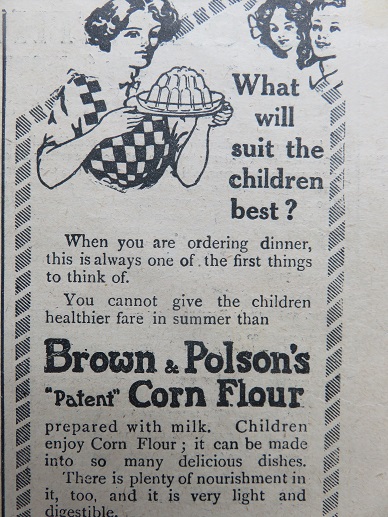 What
will
suit the
children
best?
When you are ordering dinner,
this is always one of the first things
to think of.
You cannot give the children
healthier fare in summer than
Brown & Polson's
"Patent" Corn Flour
prepared with milk. Children
enjoy Corn Flour; it can be made
into so many delicious dishes.
There is plenty of nourishment in
it, too, and it is very light and
digestible.